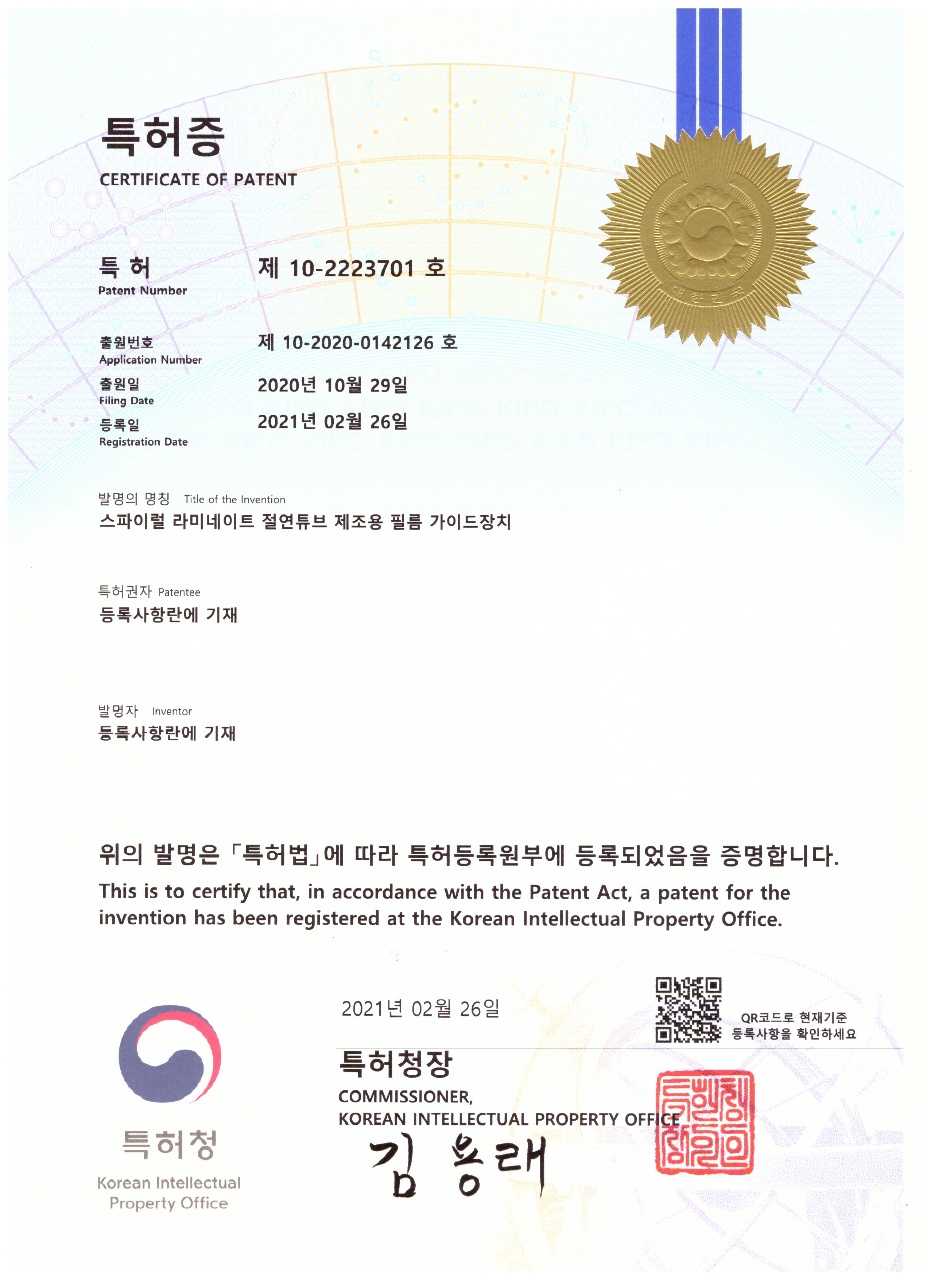 특허증
CERTIFICATE OF PATENT
특 허 제 10-2223701 호
Patent Number
출원번호 제 10-2020-0142126 호
Application Number
출원일 2020년 10월 29일
Filing Date
등록일 2021년 02월 26일
Registration Date
발명의 명칭 Title of the Invention
스파이럴 라미네이트 절연튜브 제조용 필름 가이드장치
특허권자 Patentee
등록사항란에 기재
발명자 Inventor
등록사항란에 기재
위의 발명은 「특허법」에 따라 특허등록원부에 등록되었음을 증명합니다.
This is to certify that, in accordance with the Patent Act, a patent for the
invention has been registered at the Korean Intellectual Property Office.
2021년 02월 26일
QR코드로 현재기준
등록사항을 확인하세요
특허청장
COMMISSIONER,
KOREAN INTELLECTUAL PROPERTY OFFICE
김용래
특허청
Korean Intellectual
Property Office
대한민국